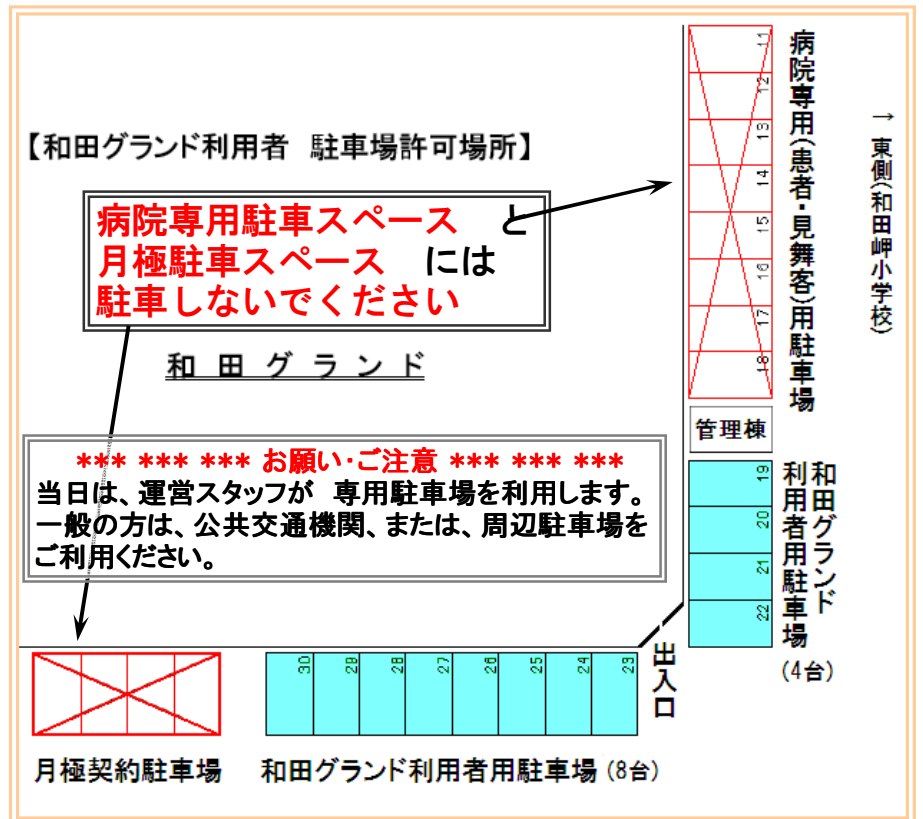 【和田グランド利用者 駐車場許可場所】
病院専用駐車スペース と
月極駐車スペース には
駐車しないでください
和田グランド
*** *** *** お願い・ご注意 *** *** ***
当日は、運営スタッフが 専用駐車場を利用します。
一般の方は、公共交通機関、または、周辺駐車場を
ご利用ください。
11
12
13
14
15
16
17
18
病院専用(患者・見舞客)用駐車場
→ 東側(和田岬小学校)
管理棟
19
20
21
22
和田グランド
利用者用駐車場
(4台)
出入口
30
29
28
27
26
25
24
23
月極契約駐車場
和田グランド利用者用駐車場 (8台)